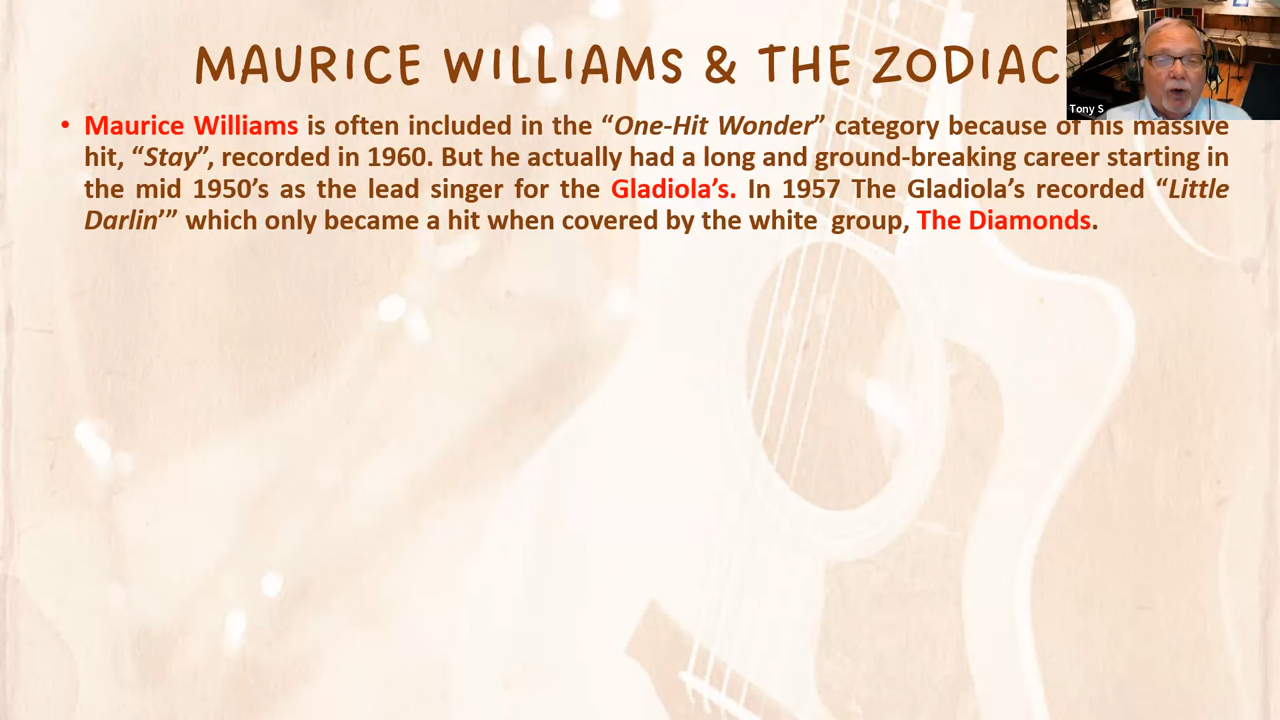 MAURICE WILLIAMS & THE ZODIAC
Tony S
• Maurice Williams is often included in the “One-Hit Wonder” category because of his massive
hit, “Stay”, recorded in 1960. But he actually had a long and ground-breaking career starting in
the mid 1950’s as the lead singer for the Gladiola’s. In 1957 The Gladiola’s recorded “Little
Darlin’” which only became a hit when covered by the white group, The Diamonds.